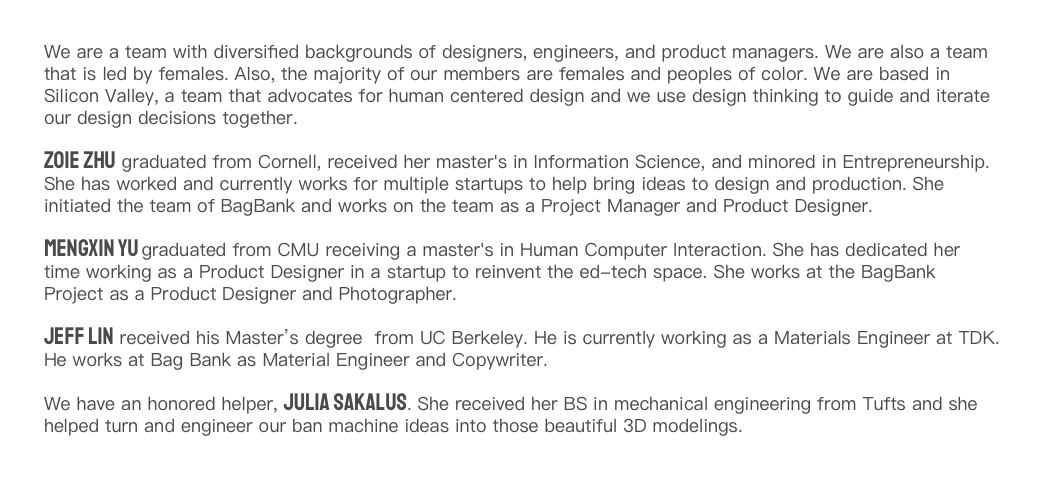 We are a team with diversified backgrounds of designers, engineers, and product managers. We are also a team
that is led by females. Also, the majority of our members are females and peoples of color. We are based in
Silicon Valley, a team that advocates for human centered design and we use design thinking to guide and iterate
our design decisions together.
ZOIE ZHU graduated from Cornell, received her master's in Information Science, and minored in Entrepreneurship.
She has worked and currently works for multiple startups to help bring ideas to design and production. She
initiated the team of BagBank and works on the team as a Project Manager and Product Designer.
MENGXIN YU graduated from CMU receiving a master's in Human Computer Interaction. She has dedicated her
time working as a Product Designer in a startup to reinvent the ed–tech space. She works at the BagBank
Project as a Product Designer and Photographer.
JEFF LIN received his Master’s degree  from UC Berkeley. He is currently working as a Materials Engineer at TDK.
He works at Bag Bank as Material Engineer and Copywriter.
We have an honored helper, JULIA SAKALUS. She received her BS in mechanical engineering from Tufts and she
helped turn and engineer our ban machine ideas into those beautiful 3D modelings.